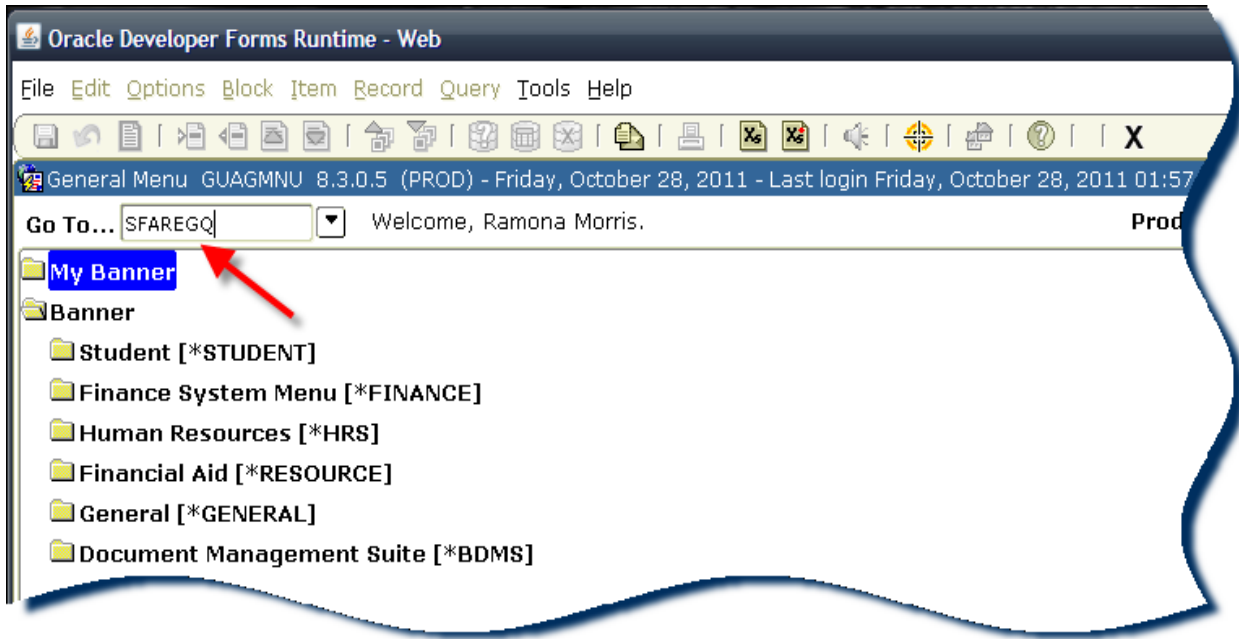 Oracle Developer Forms Runtime - Web
File Edit Options Block Item Record Query Tools Help
X
General Menu GUAGMNU 8.3.0.5 (PROD) - Friday, October 28, 2011 - Last login Friday, October 28, 2011 01:57
Go To... SFAREGQ Welcome, Ramona Morris. Prod
My Banner
Banner
Student [*STUDENT]
Finance System Menu [*FINANCE]
Human Resources [*HRS]
Financial Aid [*RESOURCE]
General [*GENERAL]
Document Management Suite [*BDMS]